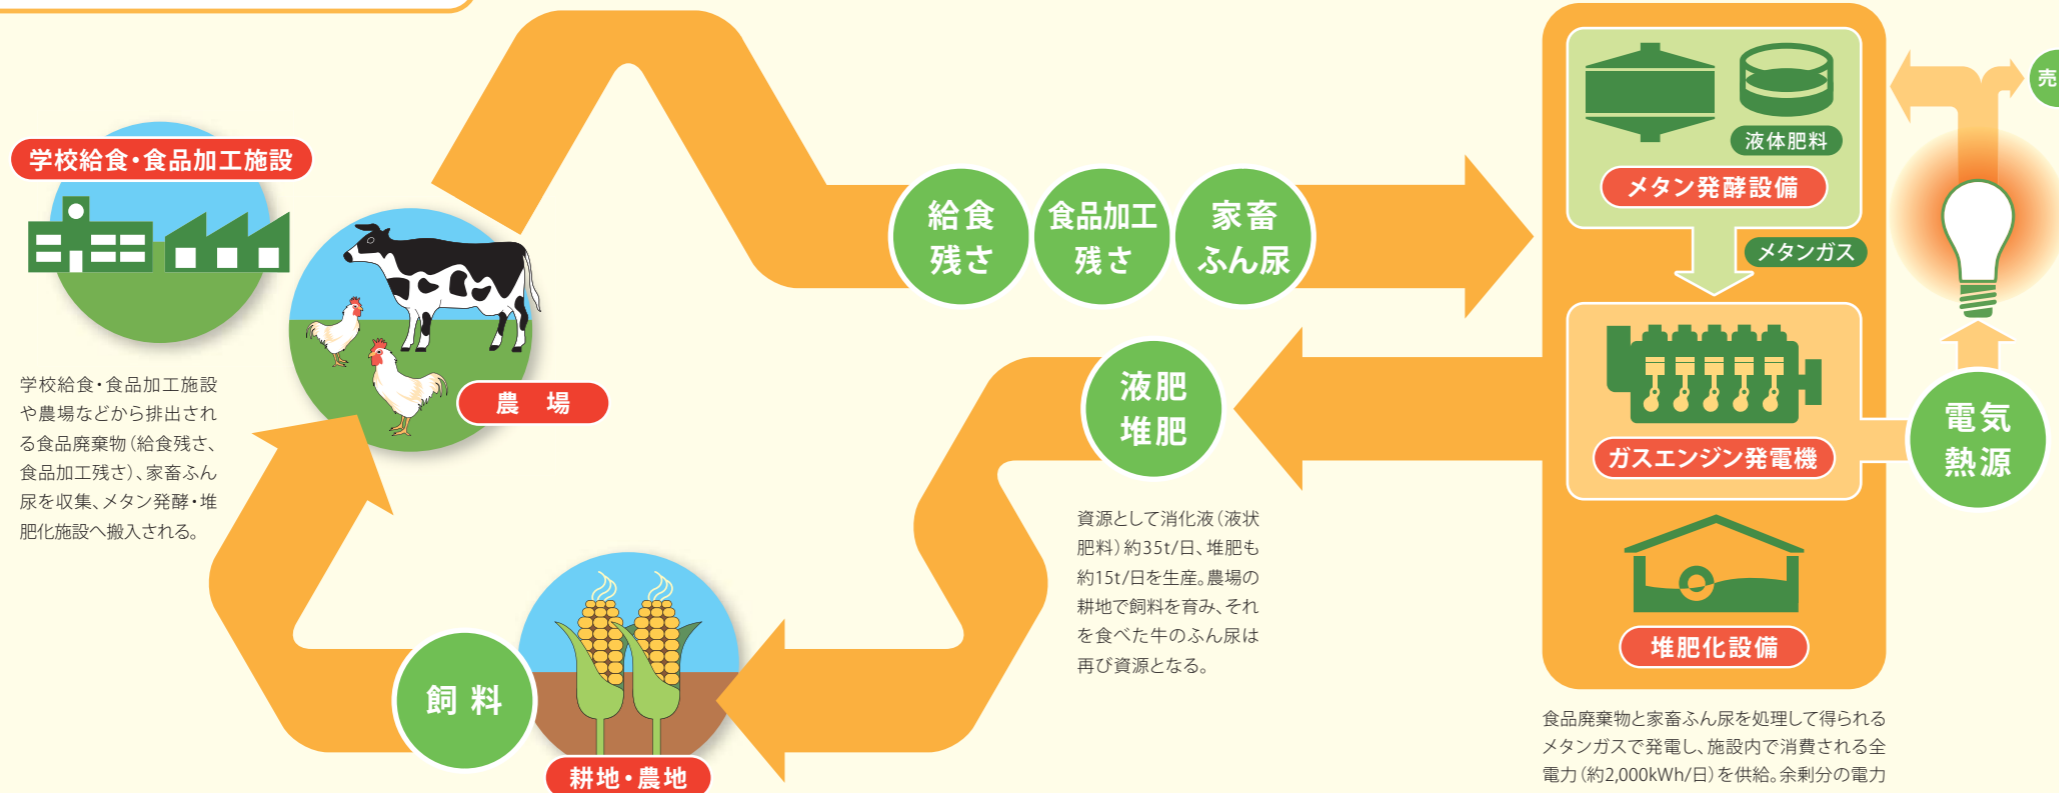 学校給食・食品加工施設
農　場
学校給食・食品加工施設
や農場などから排出され
る食品廃棄物（給食残さ、
食品加工残さ）、家畜ふん
尿を収集、メタン発酵・堆
肥化施設へ搬入される。
給食
残さ
食品加工
残さ
家畜
ふん尿
液体肥料
メタン発酵設備
メタンガス
ガスエンジン発電機
堆肥化設備
売
電気
熱源
食品廃棄物と家畜ふん尿を処理して得られる
メタンガスで発電し、施設内で消費される全
電力（約2,000kWh/日）を供給。余剰分の電力
液肥
堆肥
資源として消化液（液状
肥料）約35t/日、堆肥も
約15t/日を生産。農場の
耕地で飼料を育み、それ
を食べた牛のふん尿は
再び資源となる。
耕地・農地
飼 料